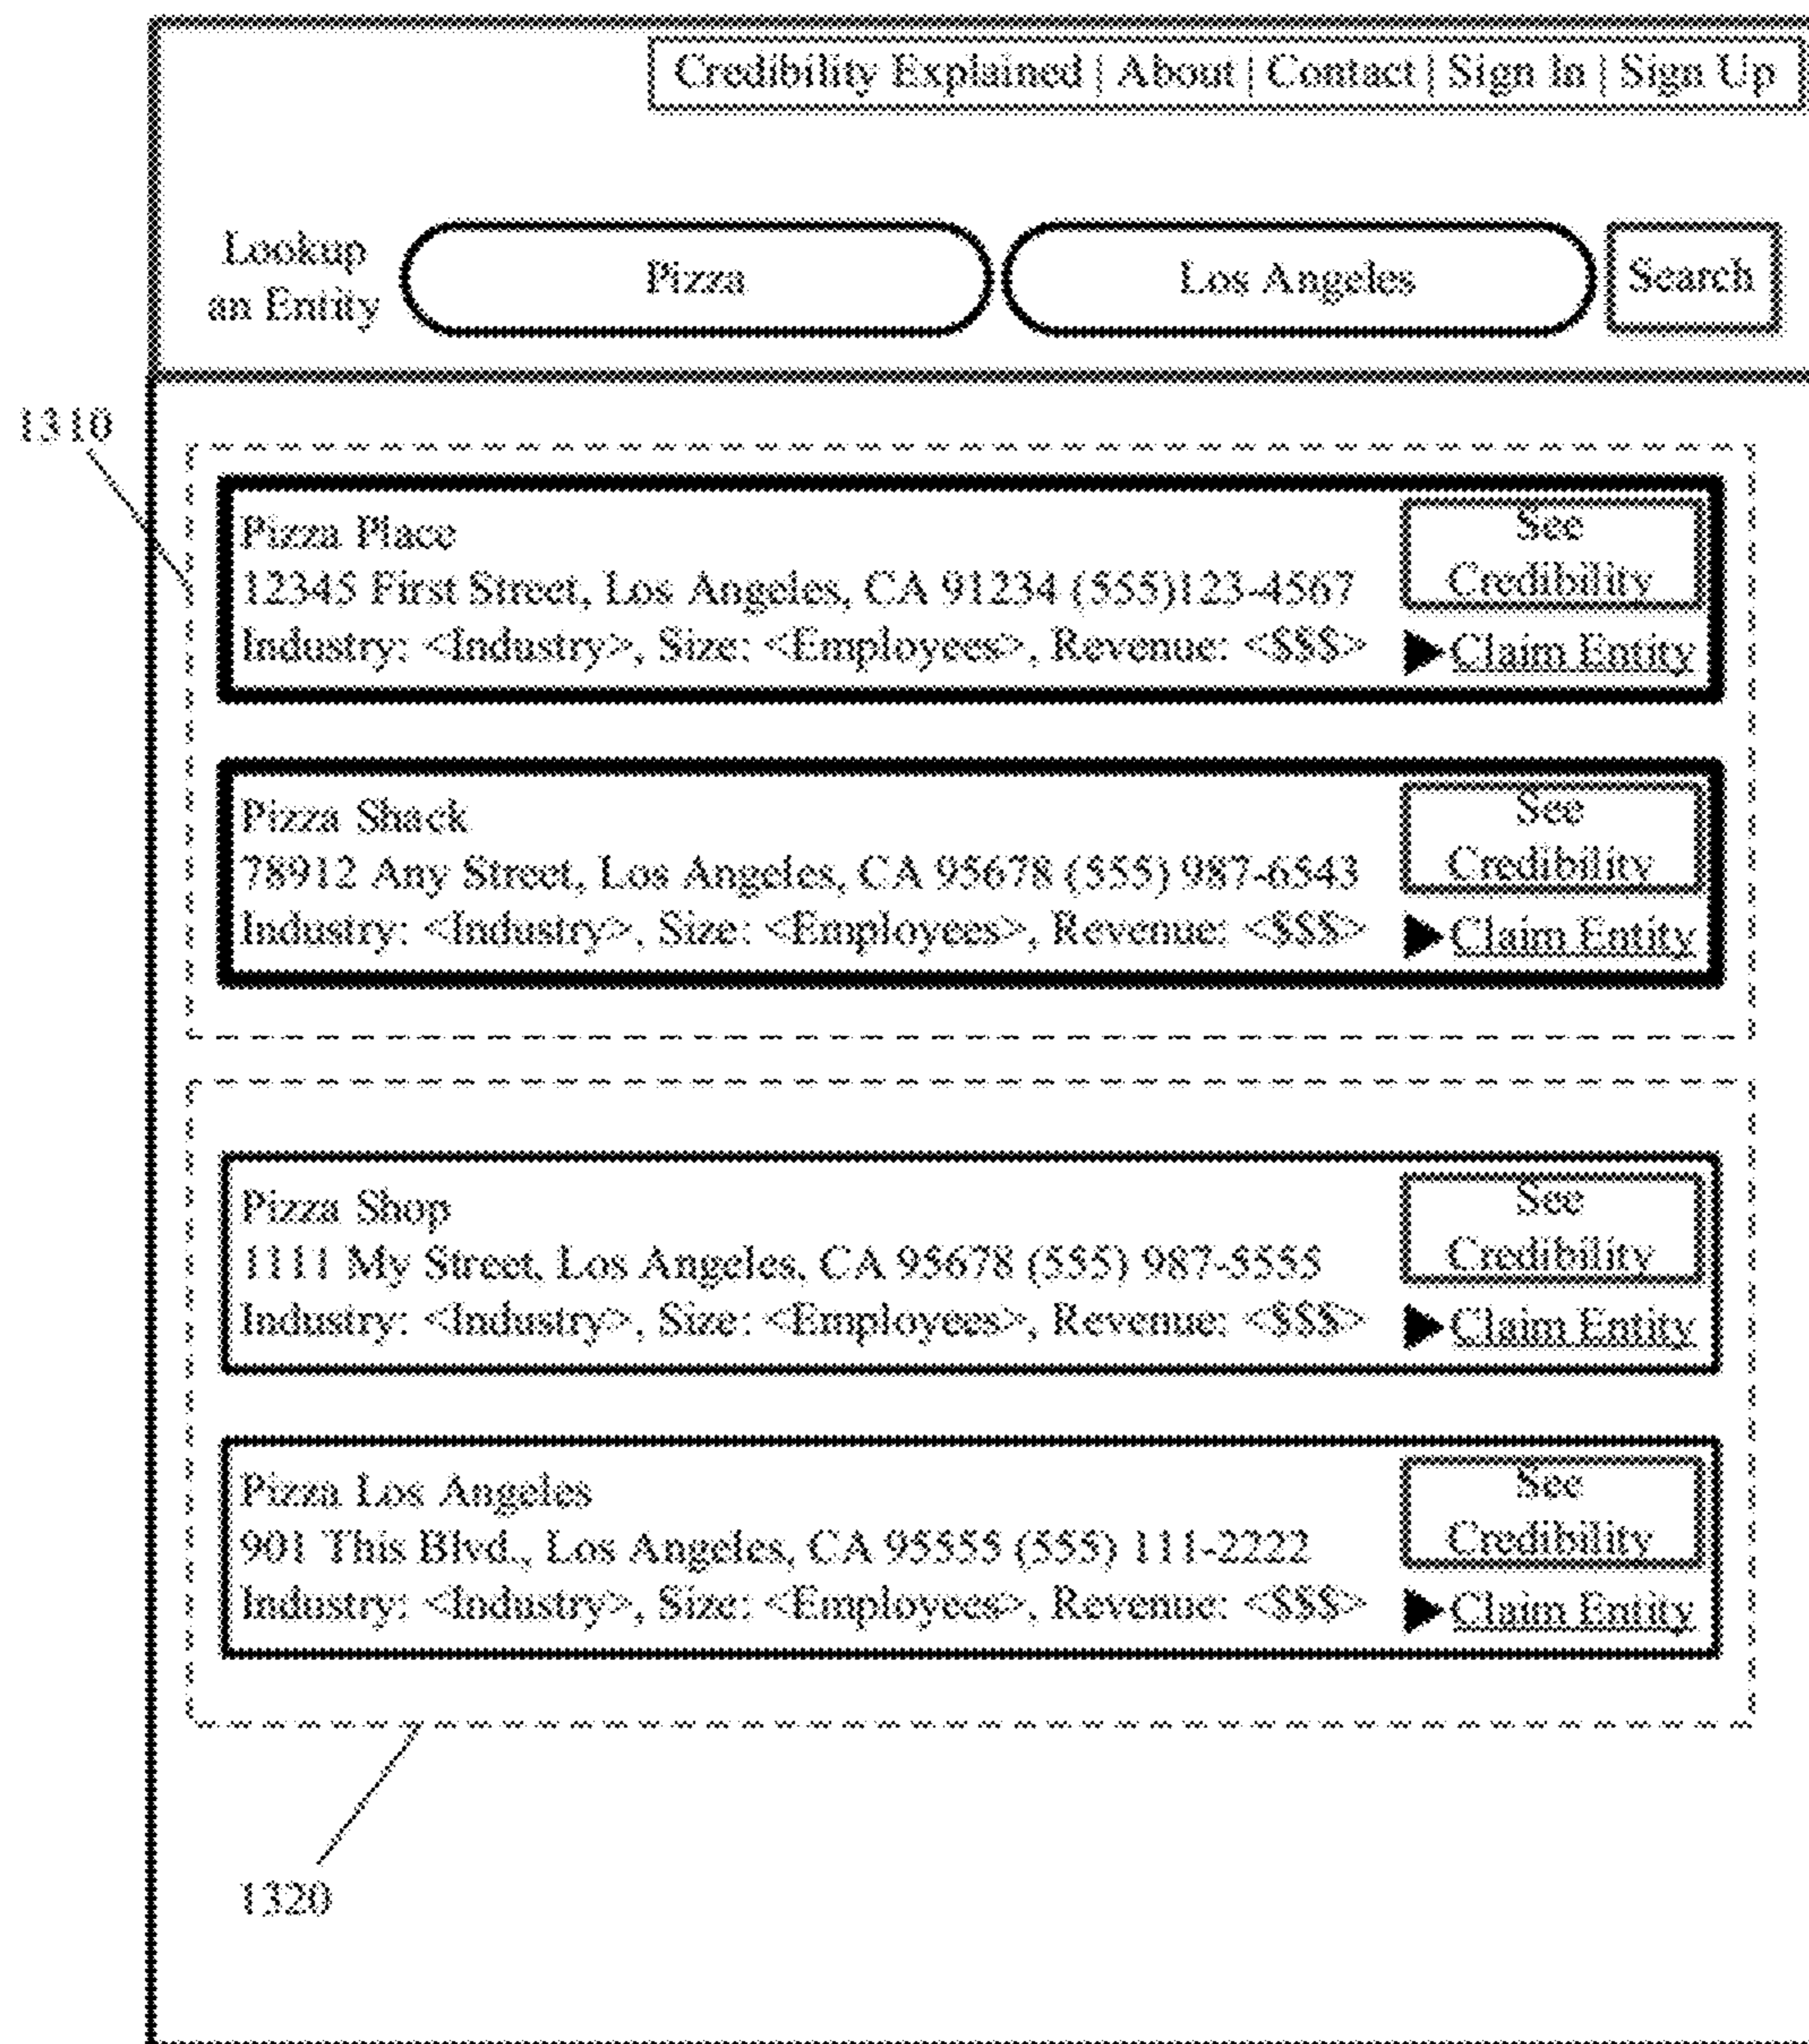 Credibility Explained | About | Contact | Sign In | Sign Up
Lookup
an Entity
Pizza
Los Angeles
Search
1310
Pizza Place
12345 First Street, Los Angeles, CA 91234 (555)123-4567
Industry: <Industry>, Size: <Employees>, Revenue: <$$$>
See
Credibility
Claim Entity
Pizza Shack
78912 Any Street, Los Angeles, CA 95678 (555) 987-6543
Industry: <Industry>, Size: <Employees>, Revenue: <$$$>
See
Credibility
Claim Entity
Pizza Shop
1111 My Street, Los Angeles, CA 95678 (555) 987-5555
Industry: <Industry>, Size: <Employees>, Revenue: <$$$>
See
Credibility
Claim Entity
Pizza Los Angeles
901 This Blvd., Los Angeles, CA 95555 (555) 111-2222
Industry: <Industry>, Size: <Employees>, Revenue: <$$$>
See
Credibility
Claim Entity
1320